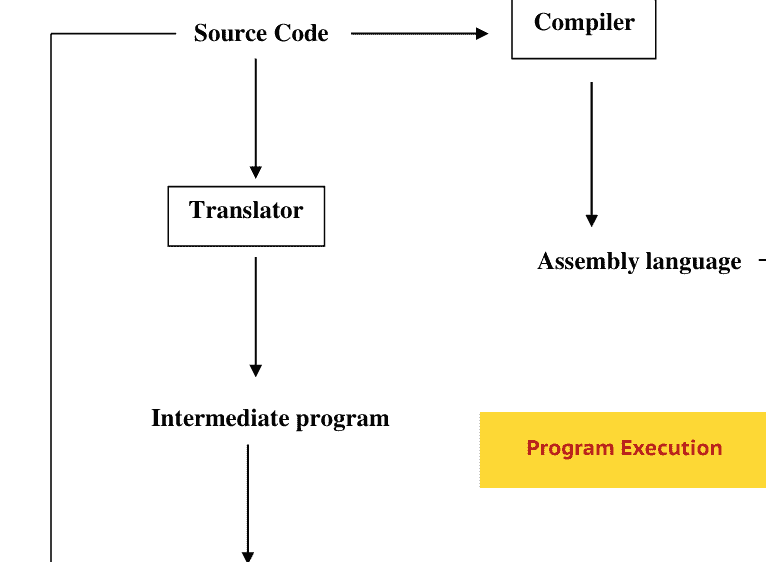 Source Code
Compiler
Translator
Assembly language
Intermediate program
Program Execution